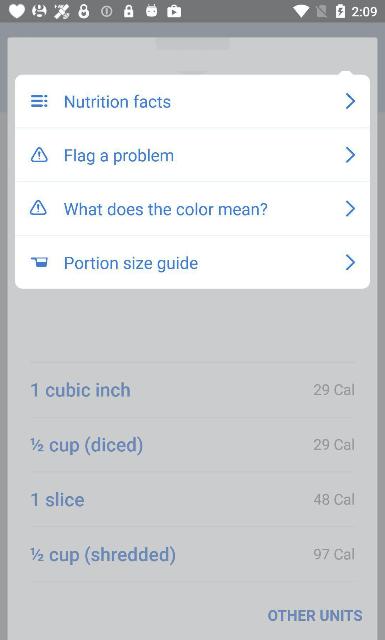 2:09
Nutrition facts
Flag a problem
What does the color mean?
Portion size guide
1 cubic inch 29 Cal
½ cup (diced) 29 Cal
1 slice 48 Cal
½ cup (shredded) 97 Cal
OTHER UNITS